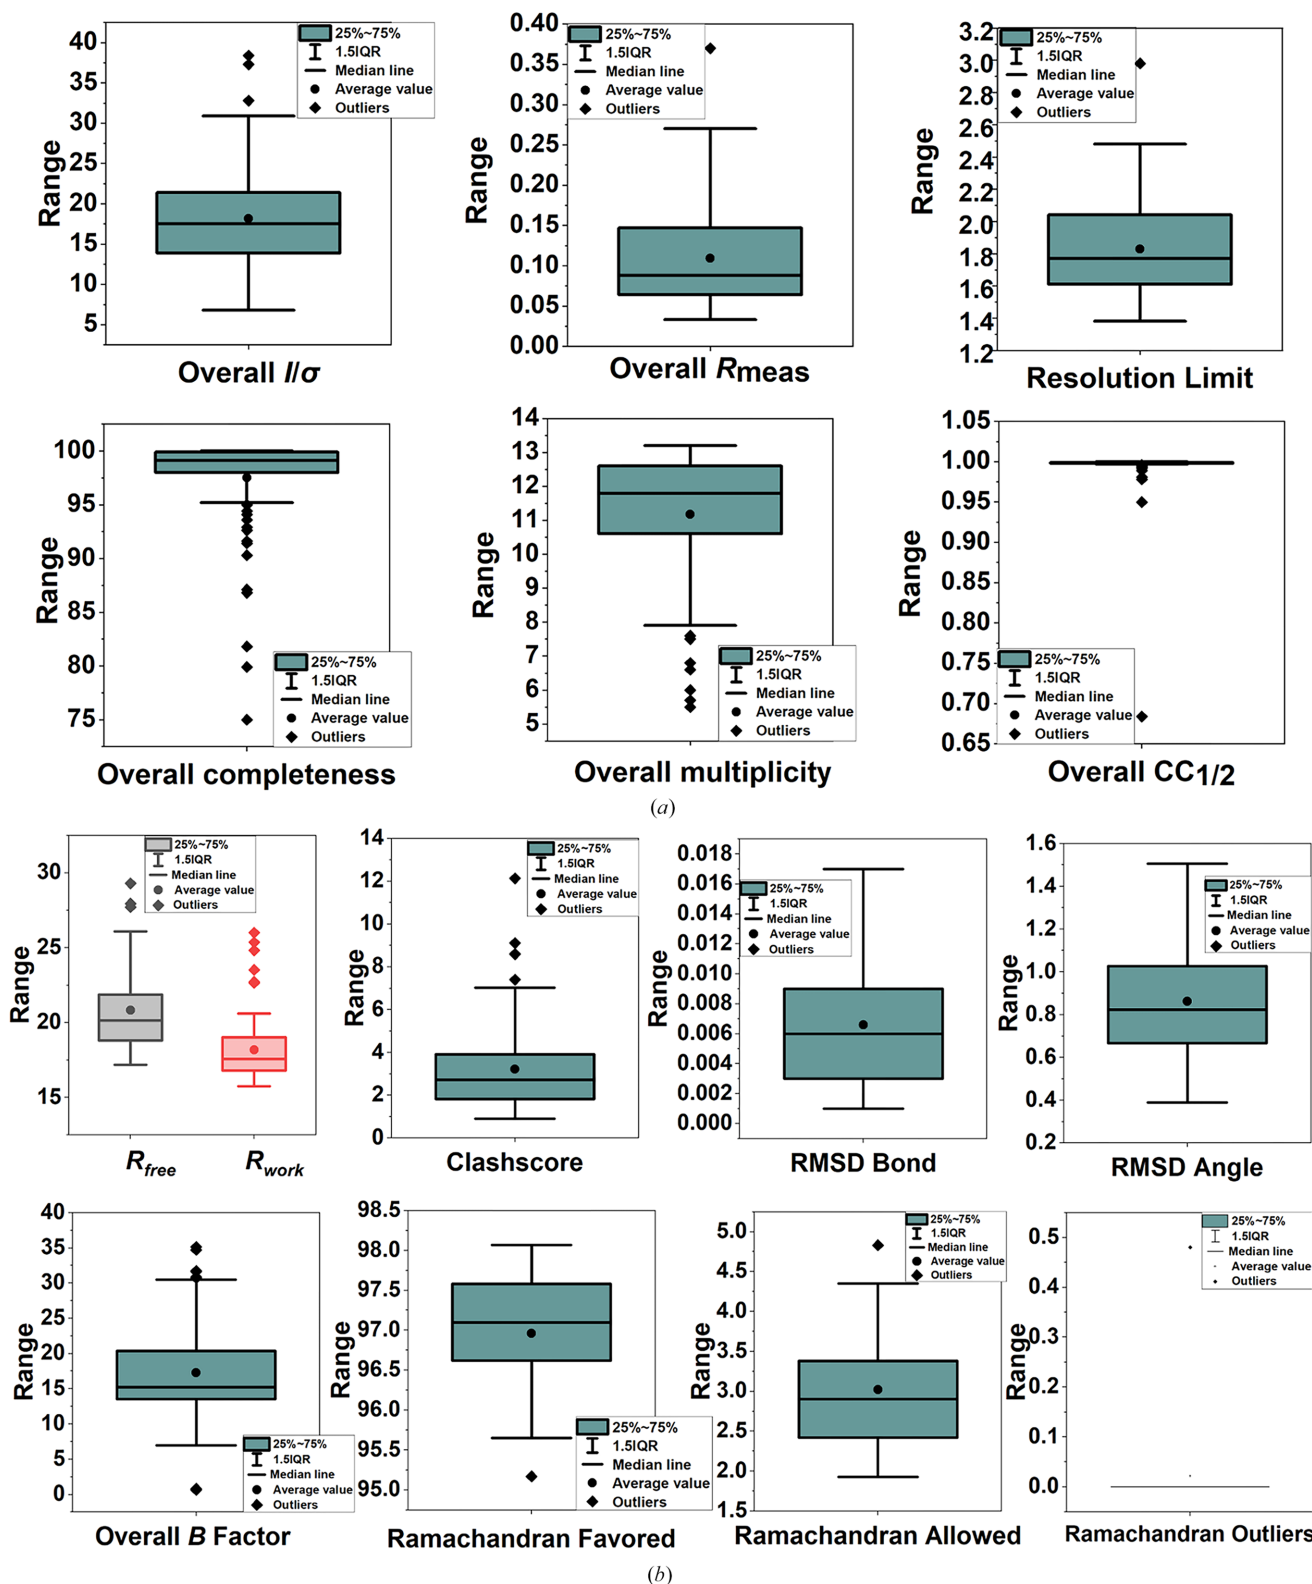 40
35
30
25
20
15
10
5
Range
25%~75%
1.5IQR
Median line
Average value
Outliers
Overall I/σ
0.40
0.35
0.30
0.25
0.20
0.15
0.10
0.05
0.00
Range
25%~75%
1.5IQR
Median line
Average value
Outliers
Overall Rmeas
3.2
3.0
2.8
2.6
2.4
2.2
2.0
1.8
1.6
1.4
1.2
Range
25%~75%
1.5IQR
Median line
Average value
Outliers
Resolution Limit
100
95
90
85
80
75
Range
25%~75%
1.5IQR
Median line
Average value
Outliers
Overall completeness
14
13
12
11
10
9
8
7
6
5
Range
25%~75%
1.5IQR
Median line
Average value
Outliers
Overall multiplicity
1.05
1.00
0.95
0.90
0.85
0.80
0.75
0.70
0.65
Range
25%~75%
1.5IQR
Median line
Average value
Outliers
Overall CC1/2
(a)
30
25
20
15
Range
25%~75%
1.5IQR
Median line
Average value
Outliers
Rfree
Rwork
14
12
10
8
6
4
2
0
Range
25%~75%
1.5IQR
Median line
Average value
Outliers
Clashscore
0.018
0.016
0.014
0.012
0.010
0.008
0.006
0.004
0.002
0.000
Range
25%~75%
1.5IQR
Median line
Average value
Outliers
RMSD Bond
1.6
1.4
1.2
1.0
0.8
0.6
0.4
0.2
Range
25%~75%
1.5IQR
Median line
Average value
Outliers
RMSD Angle
40
35
30
25
20
15
10
5
0
Range
25%~75%
1.5IQR
Median line
Average value
Outliers
Overall B Factor
98.5
98.0
97.5
97.0
96.5
96.0
95.5
95.0
Range
25%~75%
1.5IQR
Median line
Average value
Outliers
Ramachandran Favored
5.0
4.5
4.0
3.5
3.0
2.5
2.0
1.5
Range
25%~75%
1.5IQR
Median line
Average value
Outliers
Ramachandran Allowed
0.5
0.4
0.3
0.2
0.1
0.0
Range
25%~75%
1.5IQR
Median line
Average value
Outliers
Ramachandran Outliers
(b)